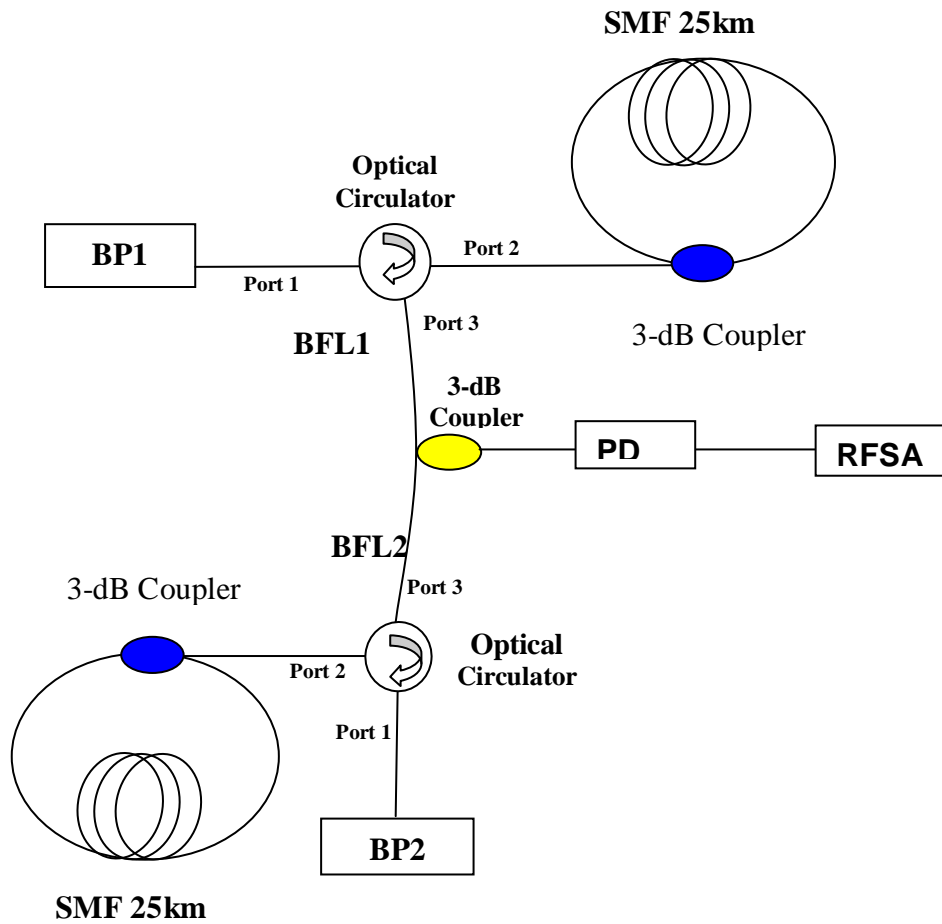 SMF 25km
Optical
Circulator
BP1
Port 1
Port 2
Port 3
BFL1
3-dB Coupler
3-dB
Coupler
PD
RFSA
BFL2
Port 3
3-dB Coupler
Port 2
Optical
Circulator
Port 1
BP2
SMF 25km